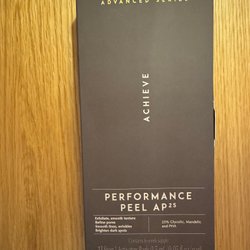 ADVANCED SERIES
ACHIEVE
PERFORMANCE
PEEL AP25
Exfoliate, smooth texture
Refine pores
Smooth lines, wrinkles
Brighten dark spots
25% Glycolic, Mandelic
and PHA